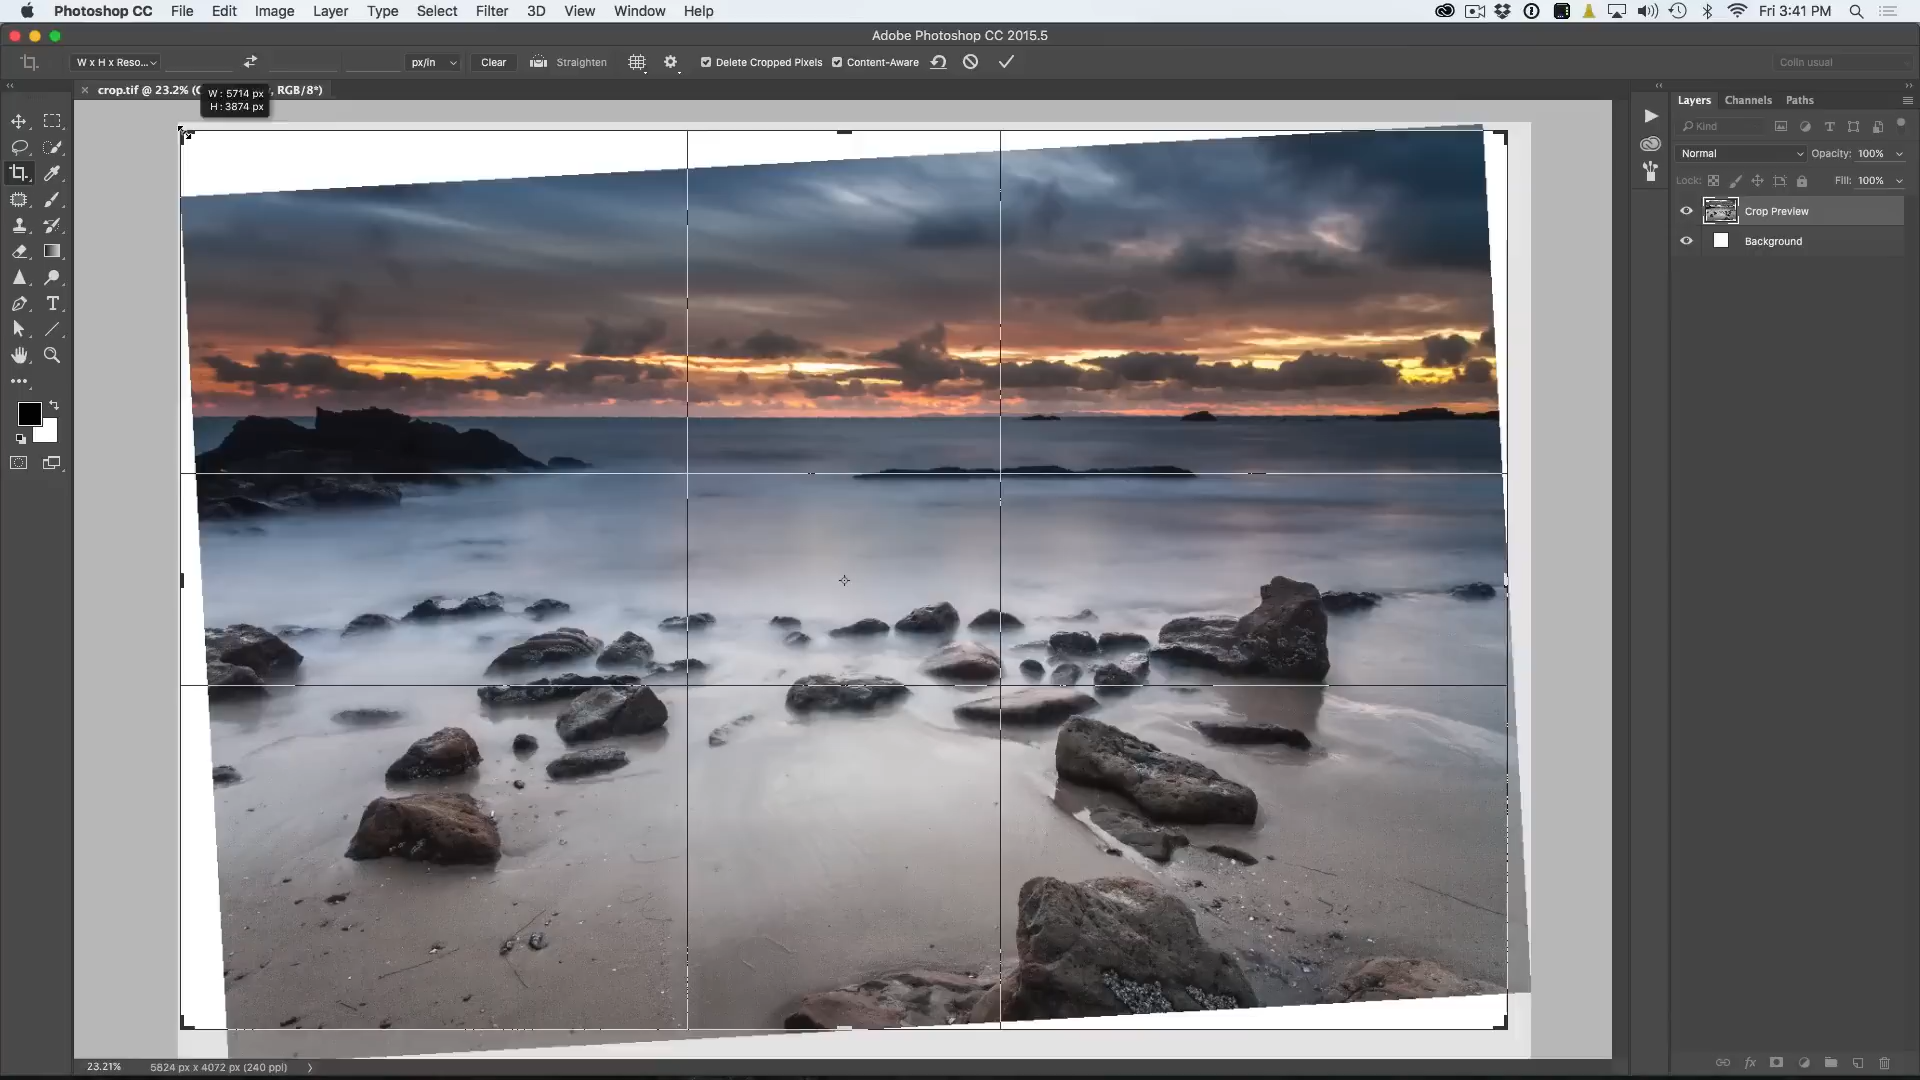 Photoshop CC File Edit Image Layer Type Select Filter 3D View Window Help Fri 3:41 PM
Adobe Photoshop CC 2015.5
W x H x Reso... px/in Clear Straighten Delete Cropped Pixels Content-Aware Colin usual
crop.tif @ 23.2% (C , RGB/8*)
W : 5714 px
H : 3874 px
Layers Channels Paths
Kind
Normal Opacity: 100%
Lock: Fill: 100%
Crop Preview
Background
23.21% 5824 px x 4072 px (240 ppi)